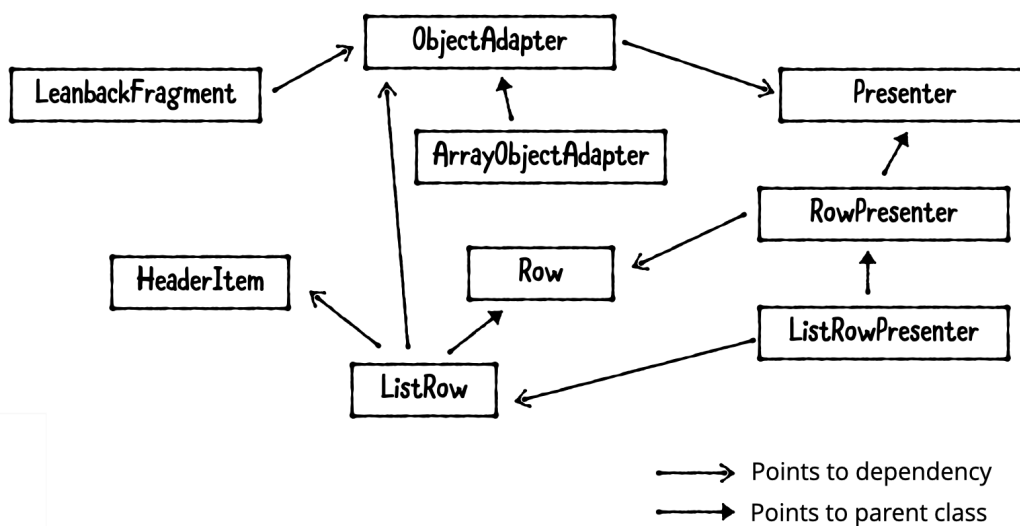 ObjectAdapter
LeanbackFragment
Presenter
ArrayObjectAdapter
RowPresenter
HeaderItem
Row
ListRowPresenter
ListRow
Points to dependency
Points to parent class